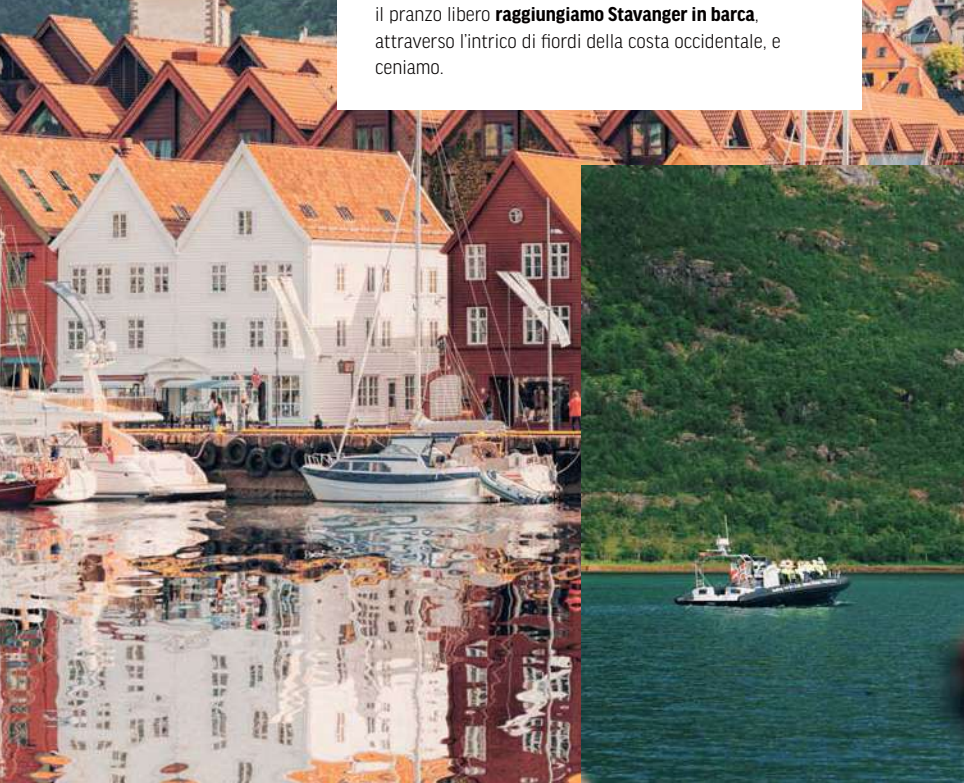 il pranzo libero raggiungiamo Stavanger in barca,
attraverso l'intrico di fiordi della costa occidentale, e
ceniamo.